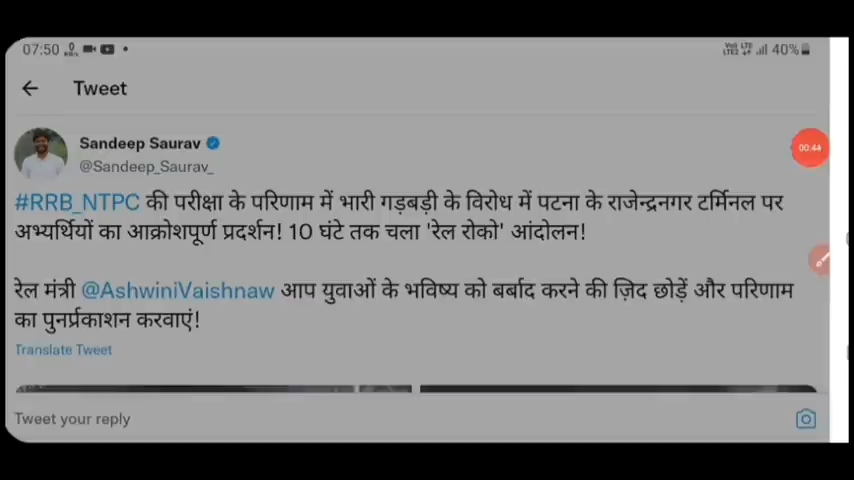 07:50
40%
Tweet
Sandeep Saurav
@Sandeep_Saurav_
00:44
#RRB_NTPC की परीक्षा के परिणाम में भारी गड़बड़ी के विरोध में पटना के राजेन्द्रनगर टर्मिनल पर
अभ्यर्थियों का आक्रोशपूर्ण प्रदर्शन! 10 घंटे तक चला 'रेल रोको' आंदोलन!
रेल मंत्री @AshwiniVaishnaw आप युवाओं के भविष्य को बर्बाद करने की ज़िद छोड़ें और परिणाम
का पुनर्प्रकाशन करवाएं!
Translate Tweet
Tweet your reply